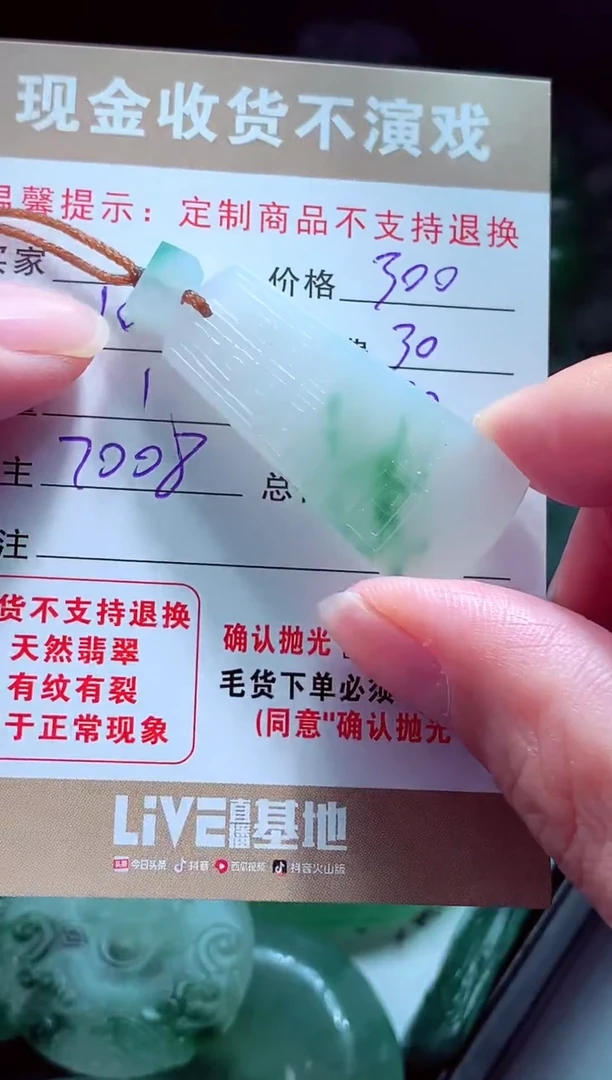 现金收货不演戏
温馨提示：定制商品不支持退换
买家
价格 300
30
1
主 7008
总
注
货不支持退换
天然翡翠
有纹有裂
于正常现象
确认抛光
毛货下单必须
(同意"确认抛光
LiVE直播基地
头条 今日头条 抖音 西瓜视频 抖音火山版